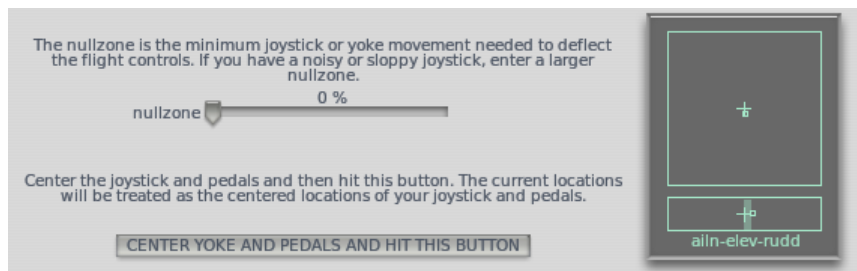 The nullzone is the minimum joystick or yoke movement needed to deflect
the flight controls. If you have a noisy or sloppy joystick, enter a larger
nullzone.
0 %
nullzone
Center the joystick and pedals and then hit this button. The current locations
will be treated as the centered locations of your joystick and pedals.
CENTER YOKE AND PEDALS AND HIT THIS BUTTON
ailn-elev-rudd